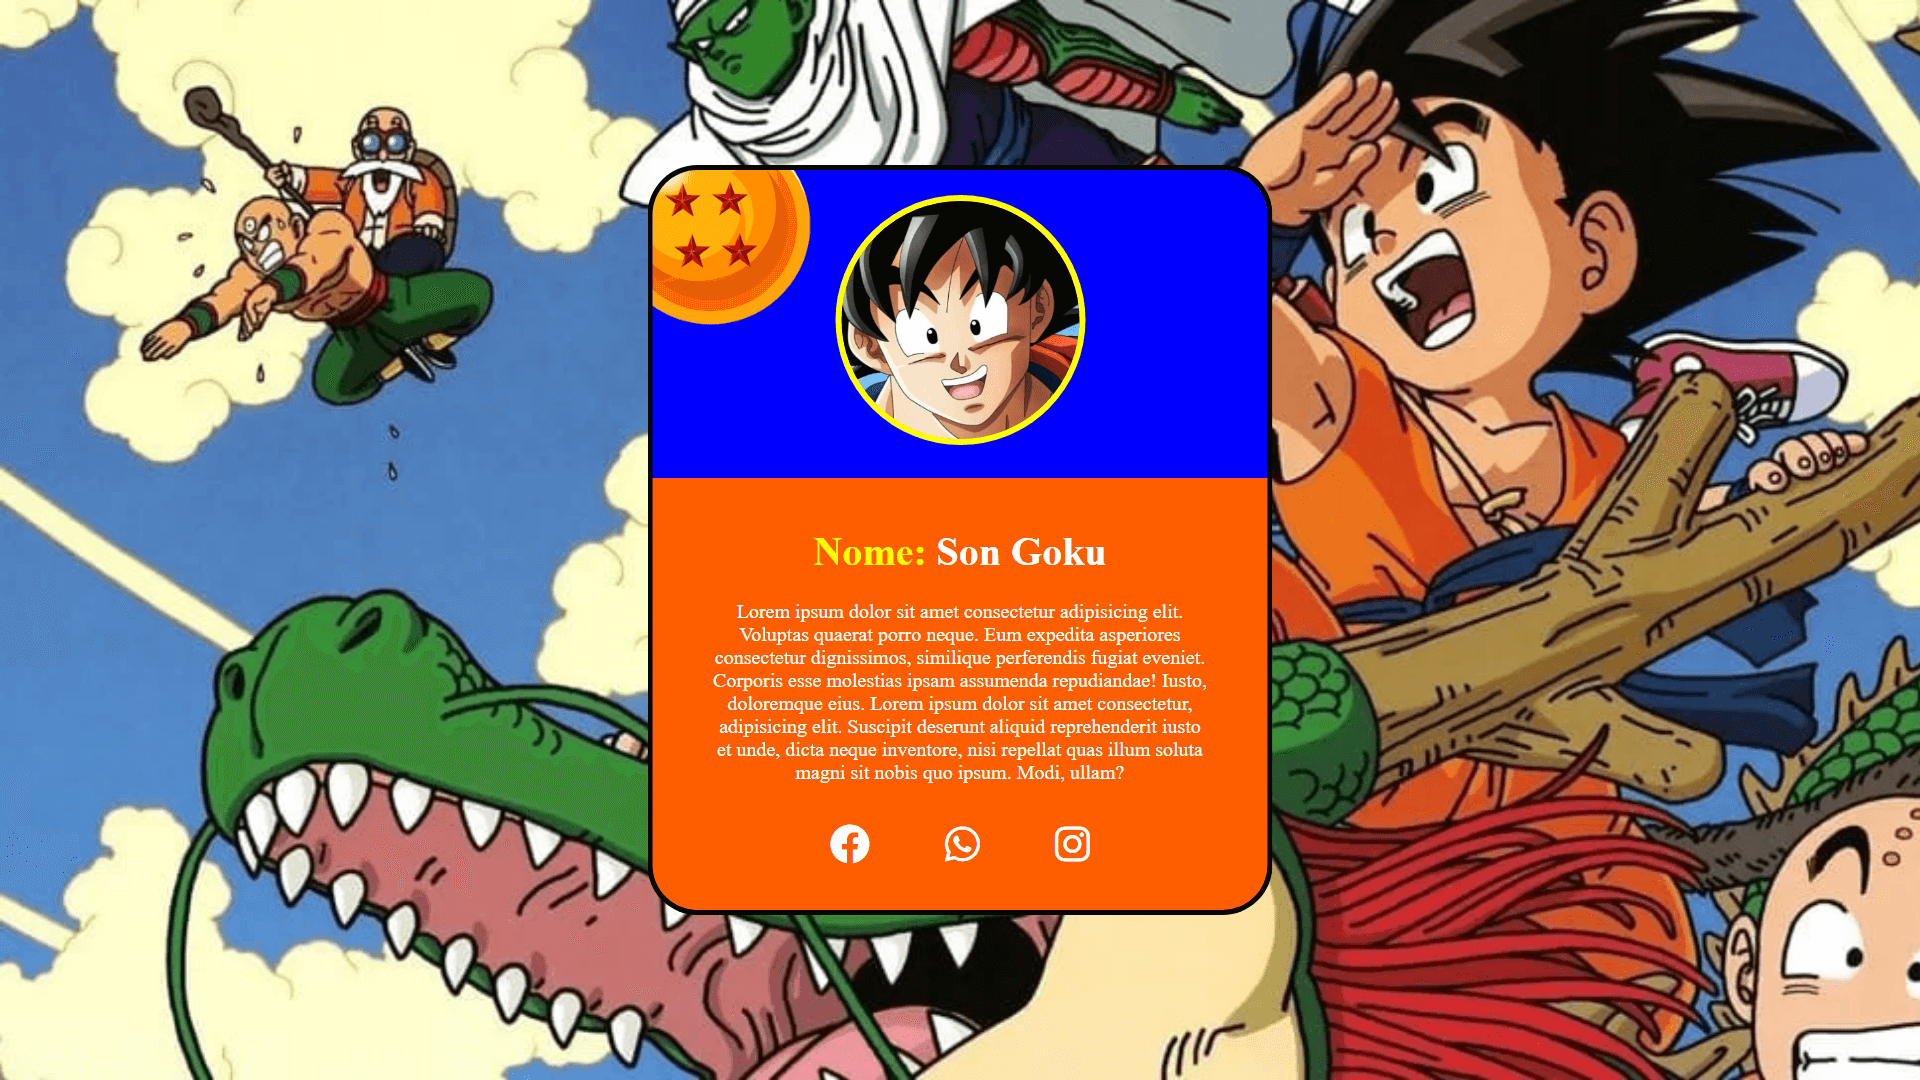 Nome: Son Goku
Lorem ipsum dolor sit amet consectetur adipisicing elit.
Voluptas quaerat porro neque. Eum expedita asperiores
consectetur dignissimos, similique perferendis fugiat eveniet.
Corporis esse molestias ipsam assumenda repudiandae! Iusto,
doloremque eius. Lorem ipsum dolor sit amet consectetur,
adipisicing elit. Suscipit deserunt aliquid reprehenderit iusto
et unde, dicta neque inventore, nisi repellat quas illum soluta
magni sit nobis quo ipsum. Modi, ullam?